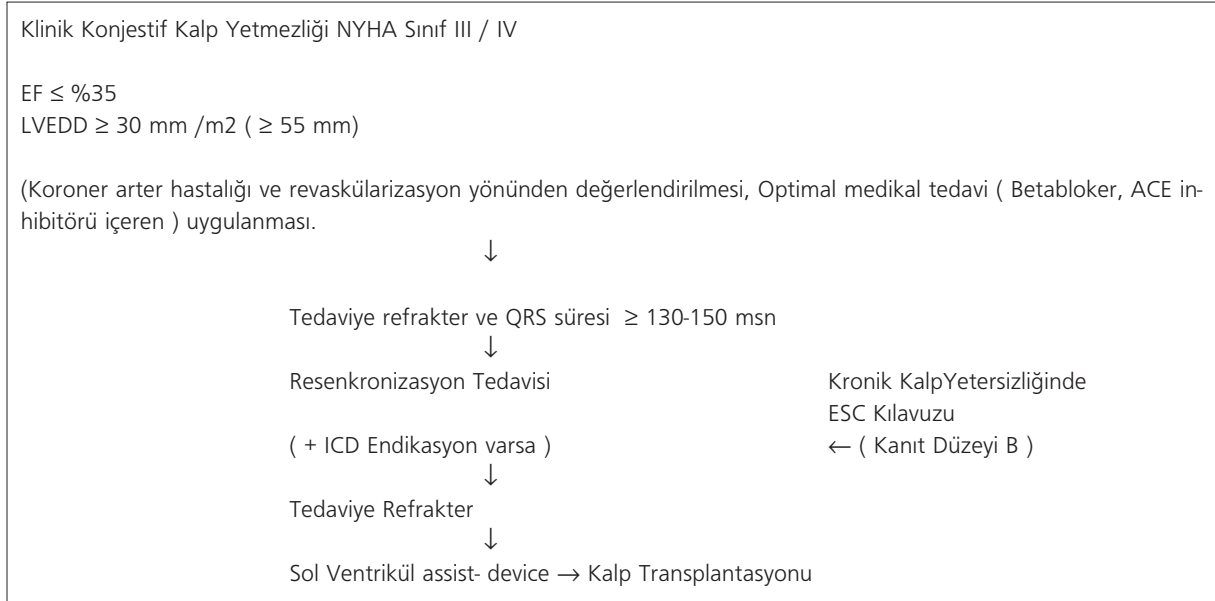 Klinik Konjestif Kalp Yetmezliği NYHA Sınıf III / IV
EF ≤ %35
LVEDD ≥ 30 mm /m2 ( ≥ 55 mm)
(Koroner arter hastalığı ve revaskülarizasyon yönünden değerlendirilmesi, Optimal medikal tedavi ( Betabloker, ACE in-
hibitörü içeren ) uygulanması.
↓
Tedaviye refrakter ve QRS süresi ≥ 130-150 msn
↓
Resenkronizasyon Tedavisi Kronik KalpYetersizliğinde
ESC Kılavuzu
( + ICD Endikasyon varsa ) ← ( Kanıt Düzeyi B )
↓
Tedaviye Refrakter
↓
Sol Ventrikül assist- device → Kalp Transplantasyonu